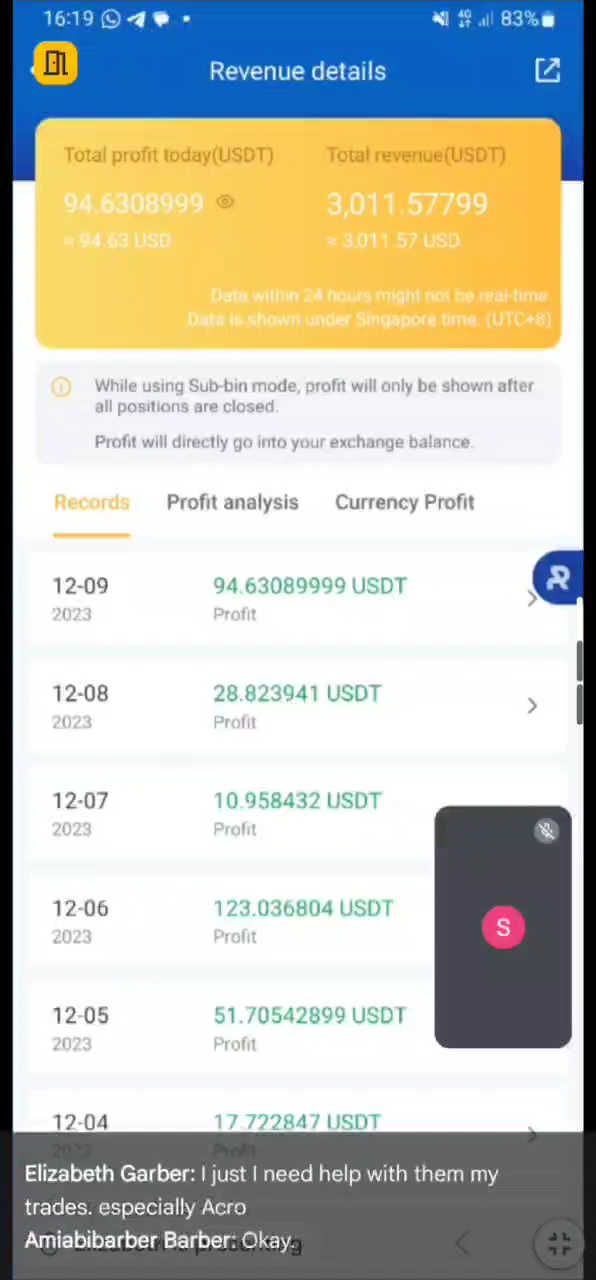 16:19 4G 83%
Revenue details
Total profit today(USDT) Total revenue(USDT)
94.6308999 3,011.57799
≈ 94.63 USD ≈ 3,011.57 USD
Data within 24 hours might not be real-time.
Data is shown under Singapore time. (UTC+8)
While using Sub-bin mode, profit will only be shown after
all positions are closed.
Profit will directly go into your exchange balance.
Records Profit analysis Currency Profit
12-09 94.63089999 USDT
2023 Profit
R
12-08 28.823941 USDT
2023 Profit
12-07 10.958432 USDT
2023 Profit
12-06 123.036804 USDT
2023 Profit
S
12-05 51.70542899 USDT
2023 Profit
12-04 17.722847 USDT
2023 Profit
Elizabeth Garber: I just I need help with them my
trades. especially Acro
Amiabibarber Barber: Okay.